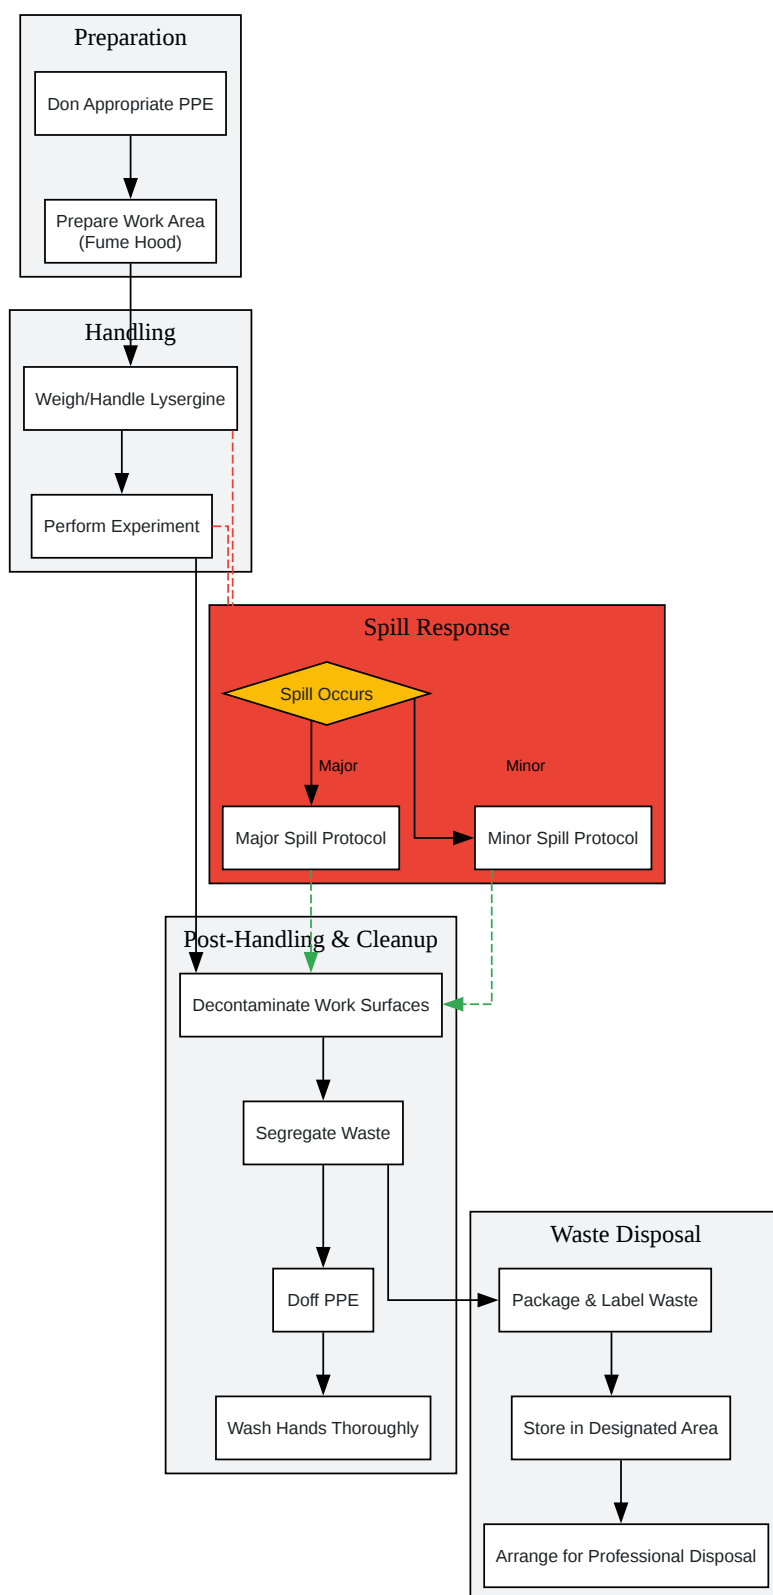 Preparation
Don Appropriate PPE
Prepare Work Area
(Fume Hood)
Handling
Weigh/Handle Lysergine
Perform Experiment
Spill Response
Spill Occurs
Major
Minor
Major Spill Protocol
Minor Spill Protocol
Post-Handling & Cleanup
Decontaminate Work Surfaces
Segregate Waste
Doff PPE
Wash Hands Thoroughly
Waste Disposal
Package & Label Waste
Store in Designated Area
Arrange for Professional Disposal